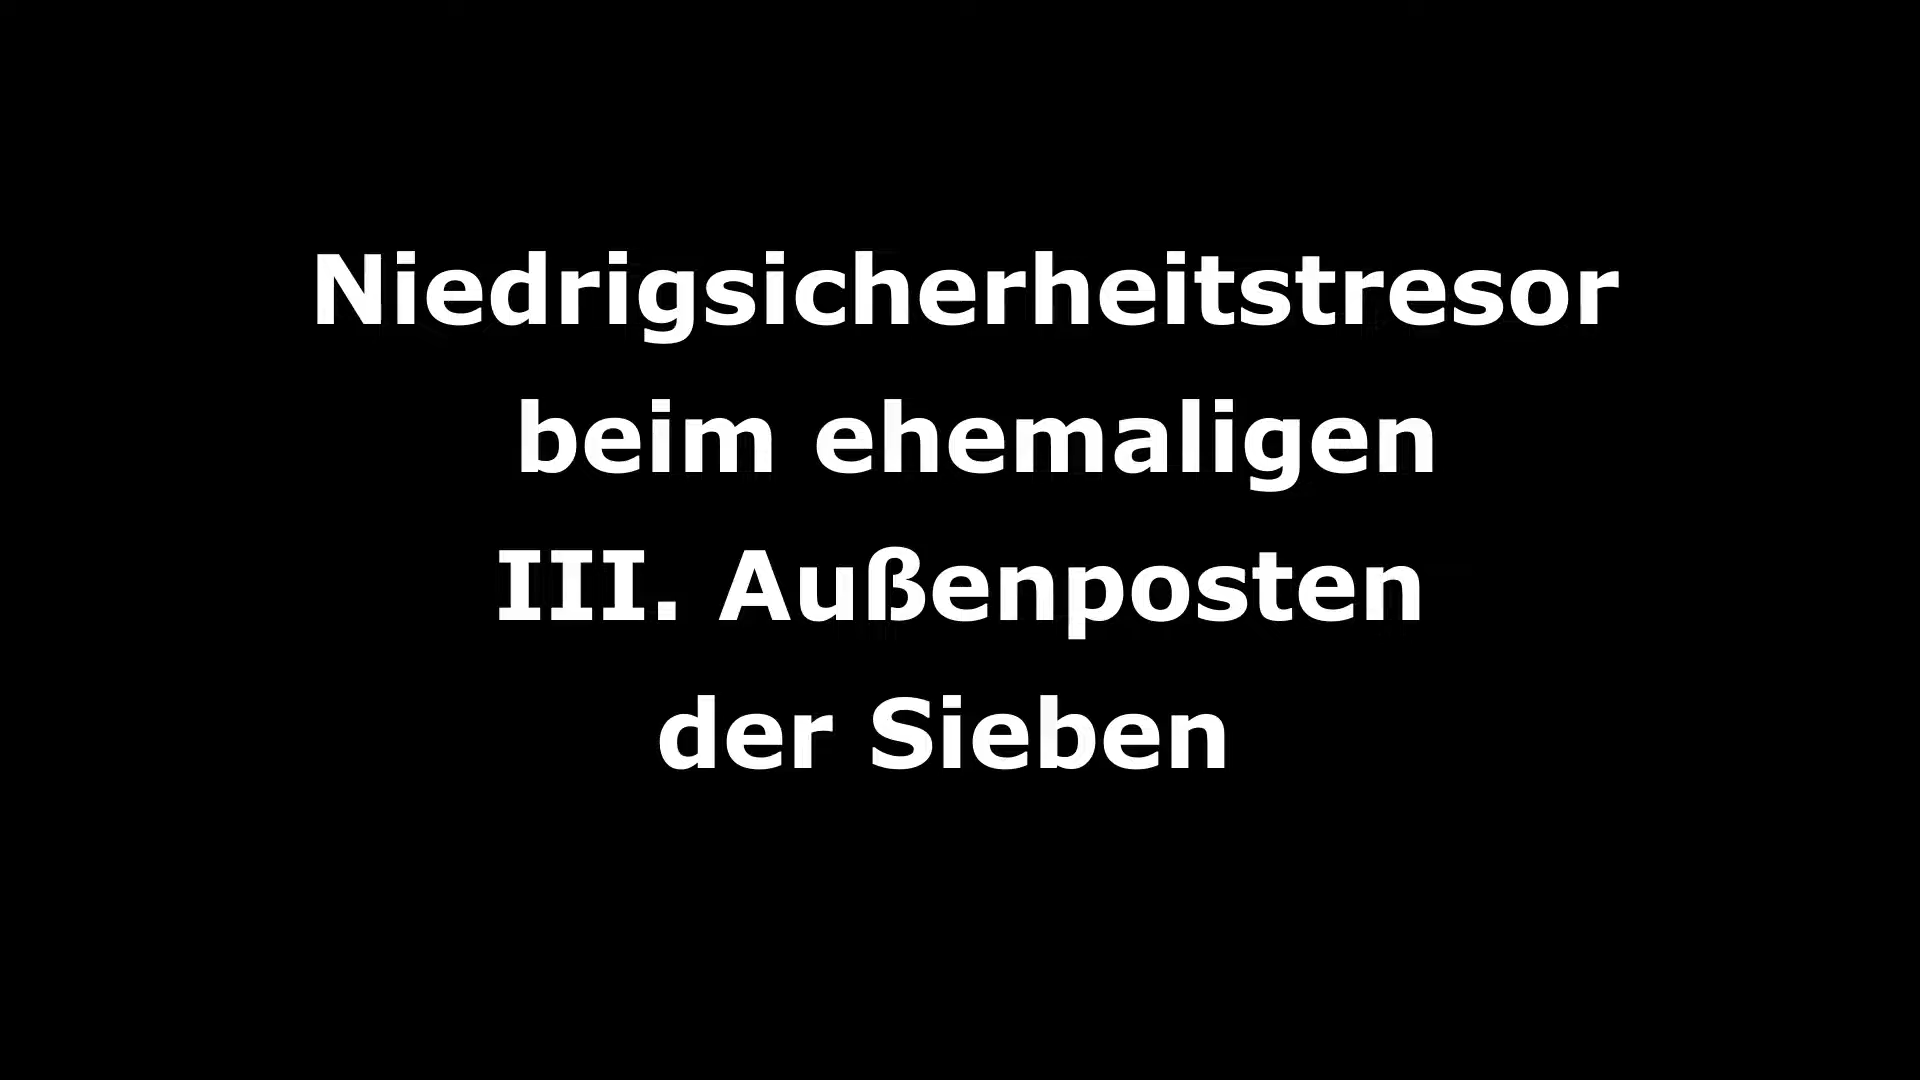 Niedrigsicherheitstresor
beim ehemaligen
III. Außenposten
der Sieben